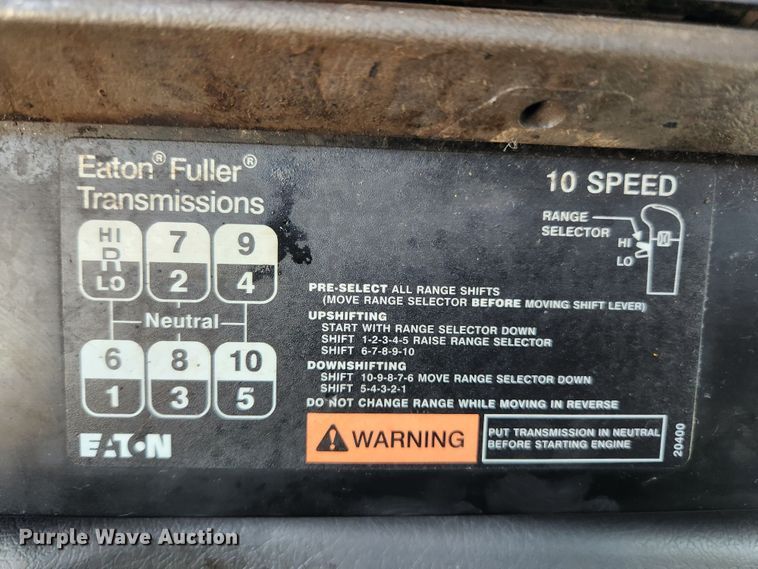 Eaton® Fuller®
Transmissions
10 SPEED
RANGE
SELECTOR
HI
LO
HI
R
LO
7
2
9
4
Neutral
6
1
8
3
10
5
PRE-SELECT ALL RANGE SHIFTS
(MOVE RANGE SELECTOR BEFORE MOVING SHIFT LEVER)
UPSHIFTING
START WITH RANGE SELECTOR DOWN
SHIFT 1-2-3-4-5 RAISE RANGE SELECTOR
SHIFT 6-7-8-9-10
DOWNSHIFTING
SHIFT 10-9-8-7-6 MOVE RANGE SELECTOR DOWN
SHIFT 5-4-3-2-1
DO NOT CHANGE RANGE WHILE MOVING IN REVERSE
EATON
WARNING
PUT TRANSMISSION IN NEUTRAL
BEFORE STARTING ENGINE
20400
Purple Wave Auction